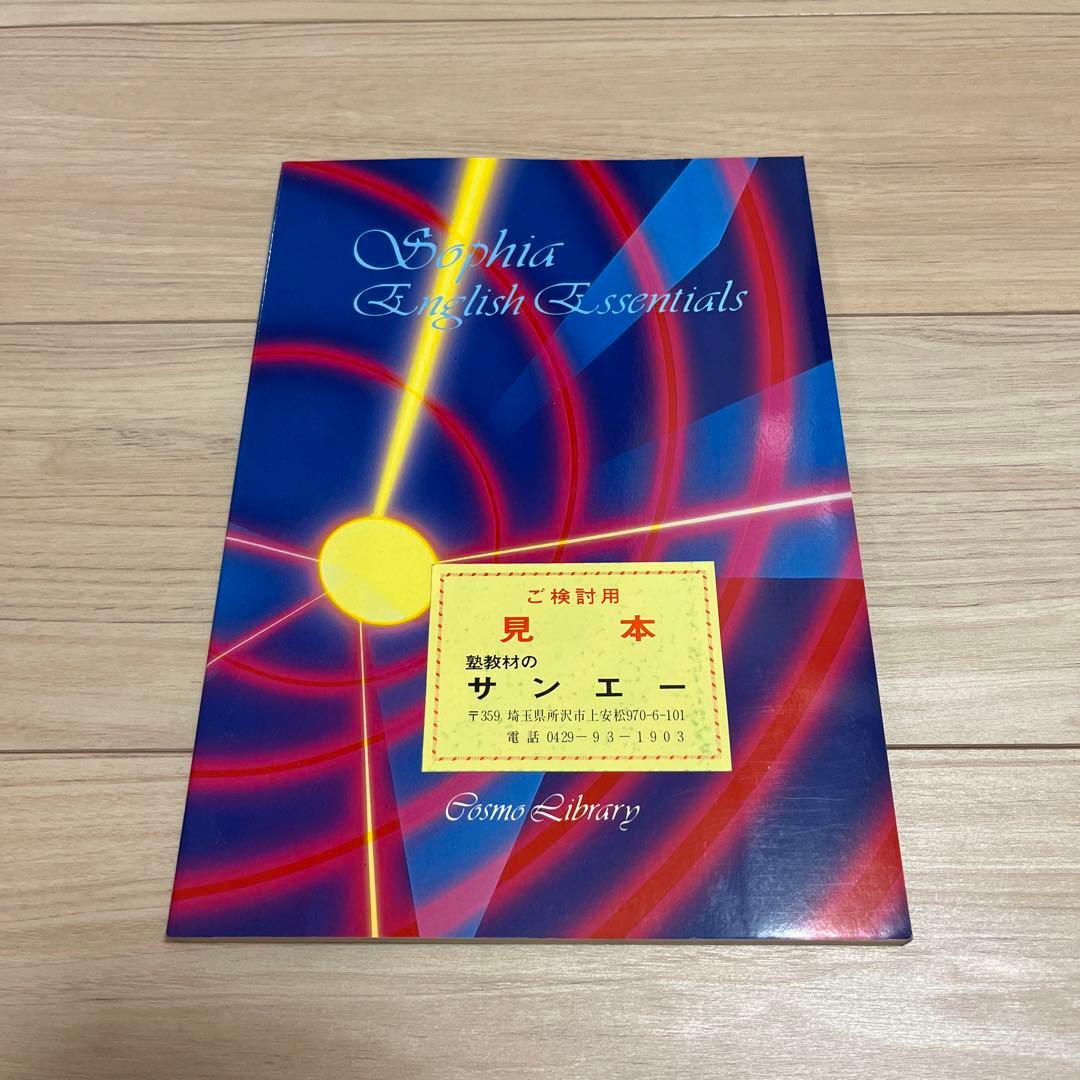 Sophia
English Essentials
ご検討用
見本
塾教材の
サンエー
〒359 埼玉県所沢市上安松970-6-101
電話 0429-93-1903
Cosmo Library